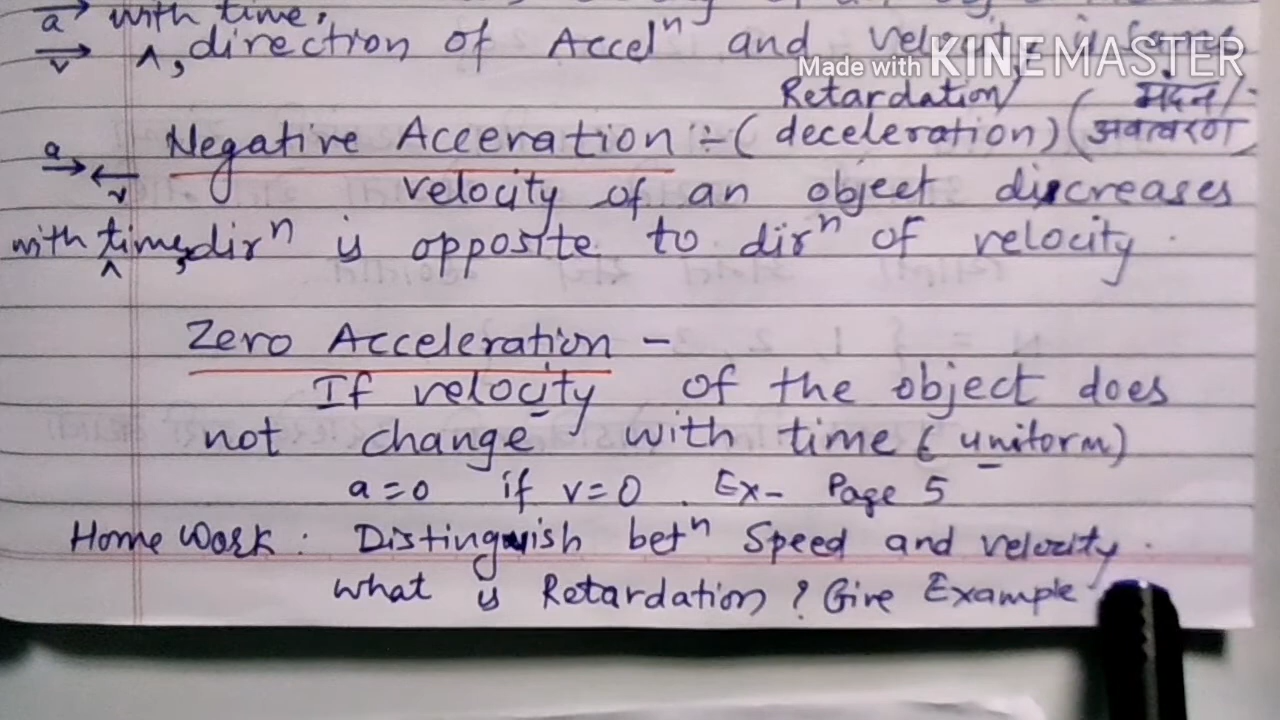 a with time.
v ^, direction of Accelⁿ and velocity is Same
Made with KINEMASTER
Retardation/ (मंदन/
Negative Acceration :- (deceleration) (अवत्वरण
a v velocity of an object discreases
with time, dirⁿ is opposite to dirⁿ of velocity.
Zero Acceleration -
If velocity of the object does
not change with time (uniform)
a=0 if v=0. Ex- Page 5
Home Work: Distinguish betⁿ Speed and velocity.
what is Retardation? Give Example